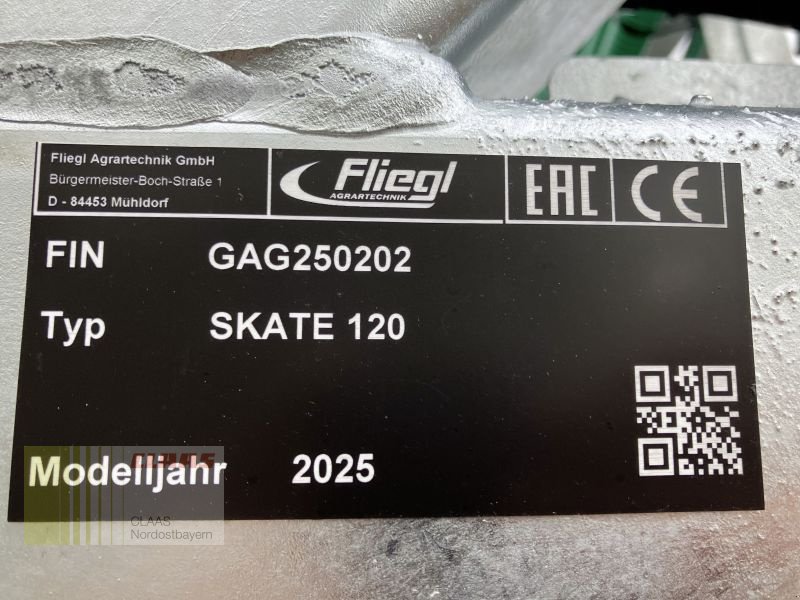 Fliegl Agrartechnik GmbH
Bürgermeister-Boch-Straße 1
D - 84453 Mühldorf
Fliegl
AGRARTECHNIK
EAC
CE
FIN GAG250202
Typ SKATE 120
Modelljahr 2025
CLAAS
CLAAS
Nordostbayern